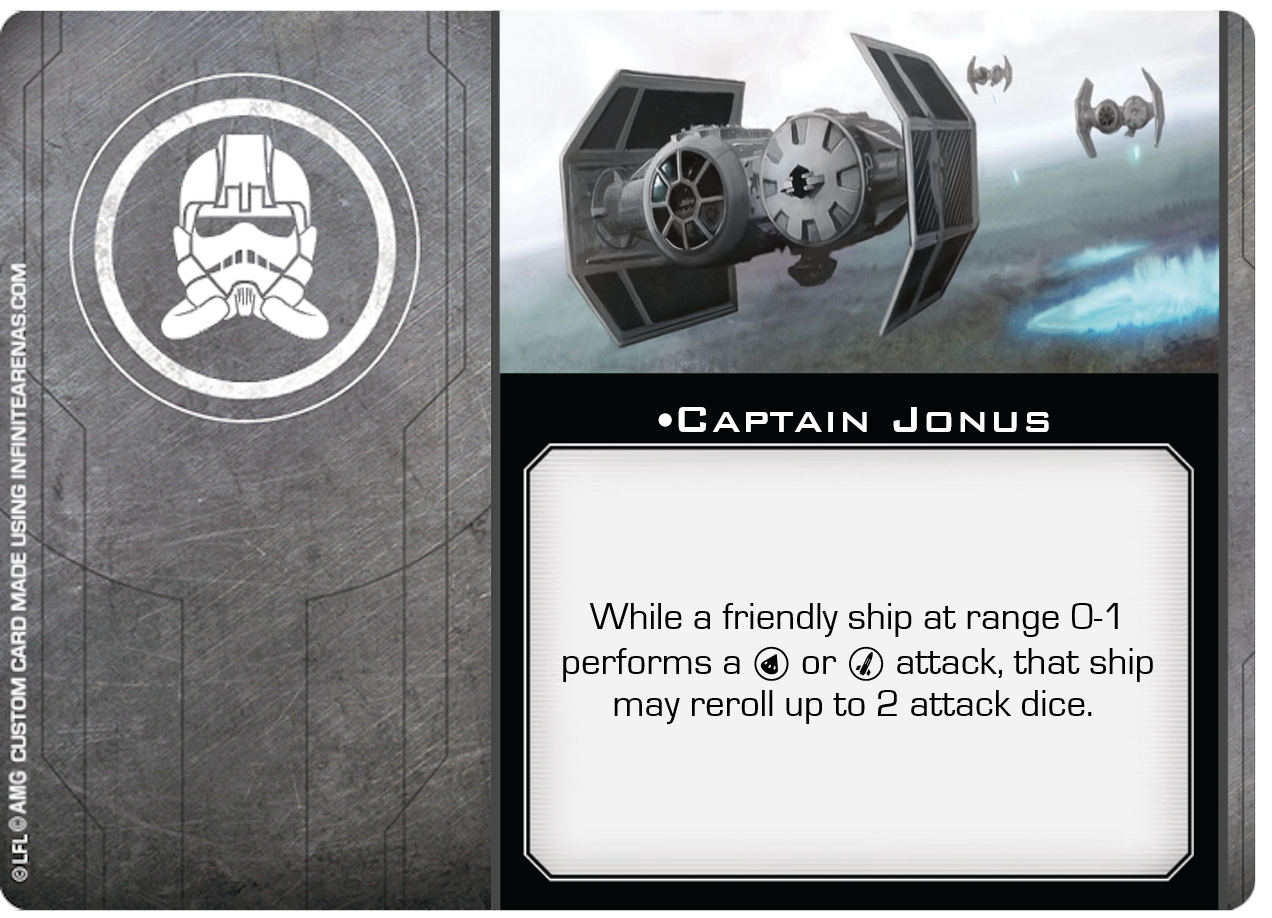 •Captain Jonus
While a friendly ship at range 0-1
performs a or attack, that ship
may reroll up to 2 attack dice.
©LFL ©AMG CUSTOM CARD MADE USING INFINITEARENAS.COM